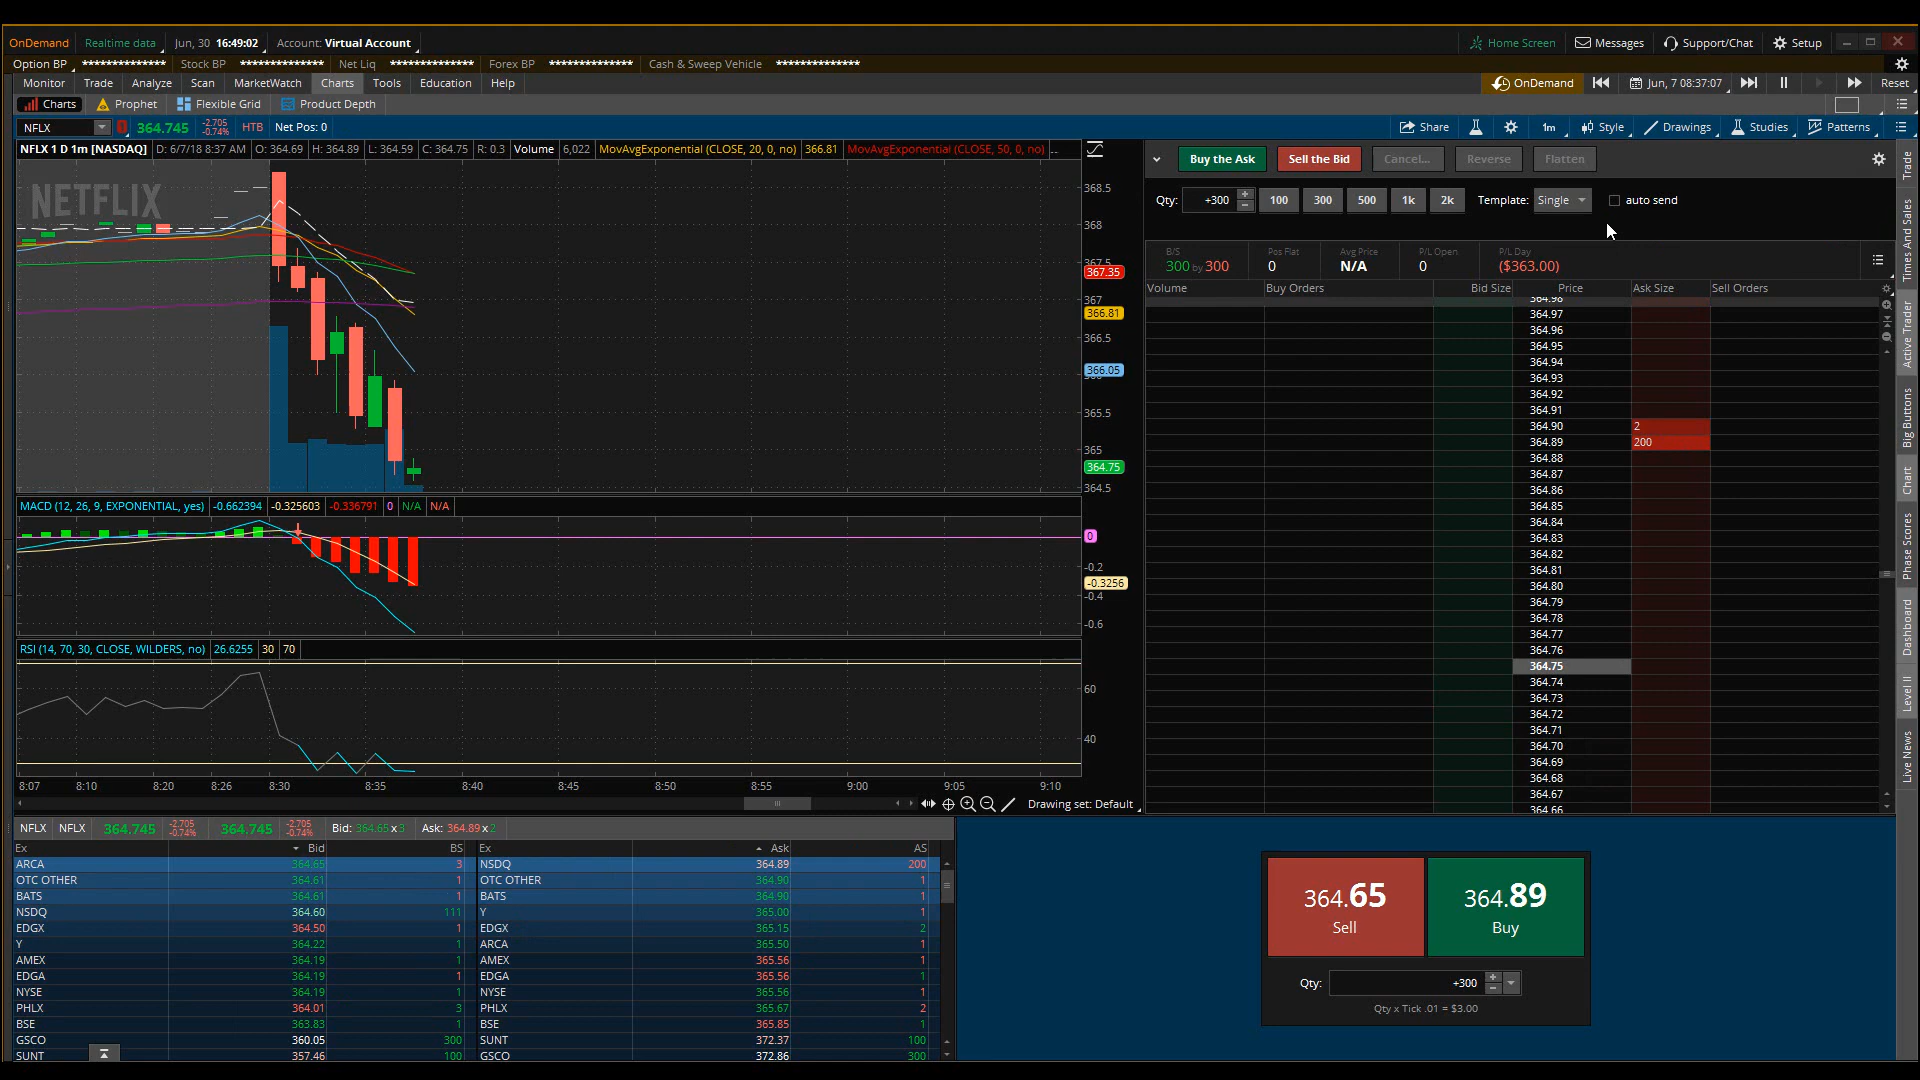 OnDemand Realtime data Jun, 30 16:49:02 Account: Virtual Account Home Screen Messages Support/Chat Setup
Option BP ************** Stock BP ************** Net Liq ************** Forex BP ************** Cash & Sweep Vehicle **************
Monitor Trade Analyze Scan MarketWatch Charts Tools Education Help OnDemand Jun, 7 08:37:07 Reset
Charts Prophet Flexible Grid Product Depth
NFLX 364.745 -2.705 -0.74% HTB Net Pos: 0 Share 1m Style Drawings Studies Patterns
NFLX 1 D 1m [NASDAQ] D: 6/7/18 8:37 AM O: 364.69 H: 364.89 L: 364.59 C: 364.75 R: 0.3 Volume 6,022 MovAvgExponential (CLOSE, 20, 0, no) 366.81 MovAvgExponential (CLOSE, 50, 0, no) ...
NETFLIX
368.5
368
367.5
367.35
367
366.81
366.5
366.05
365.5
365
364.75
364.5
MACD (12, 26, 9, EXPONENTIAL, yes) -0.662394 -0.325603 -0.336791 0 N/A N/A
0
-0.2
-0.3256
-0.4
-0.6
RSI (14, 70, 30, CLOSE, WILDERS, no) 26.6255 30 70
60
40
8:07 8:10 8:20 8:26 8:30 8:35 8:40 8:45 8:50 8:55 9:00 9:05 9:10
Drawing set: Default
Buy the Ask Sell the Bid Cancel... Reverse Flatten
Qty: +300 100 300 500 1k 2k Template: Single auto send
B/S Pos Flat Avg Price P/L Open P/L Day
300 by 300 0 N/A 0 ($363.00)
Volume Buy Orders Bid Size Price Ask Size Sell Orders
364.98
364.97
364.96
364.95
364.94
364.93
364.92
364.91
364.90 2
364.89 200
364.88
364.87
364.86
364.85
364.84
364.83
364.82
364.81
364.80
364.79
364.78
364.77
364.76
364.75
364.74
364.73
364.72
364.71
364.70
364.69
364.68
364.67
364.66
Trade
Times And Sales
Active Trader
Big Buttons
Chart
Phase Scores
Dashboard
Level II
Live News
NFLX NFLX 364.745 -2.705 -0.74% 364.745 -2.705 -0.74% Bid: 364.65 x 3 Ask: 364.89 x 2
Ex Bid BS Ex Ask AS
ARCA 364.65 3 NSDQ 364.89 200
OTC OTHER 364.61 1 OTC OTHER 364.90 1
BATS 364.61 1 BATS 364.90 1
NSDQ 364.60 111 Y 365.00 1
EDGX 364.50 1 EDGX 365.15 2
Y 364.22 1 ARCA 365.50 1
AMEX 364.19 1 AMEX 365.56 1
EDGA 364.19 1 EDGA 365.56 1
NYSE 364.19 1 NYSE 365.56 1
PHLX 364.01 3 PHLX 365.67 2
BSE 363.83 1 BSE 365.85 1
GSCO 360.05 300 SUNT 372.37 100
SUNT 357.46 100 GSCO 372.86 300
364.65 364.89
Sell Buy
Qty: +300
Qty x Tick .01 = $3.00